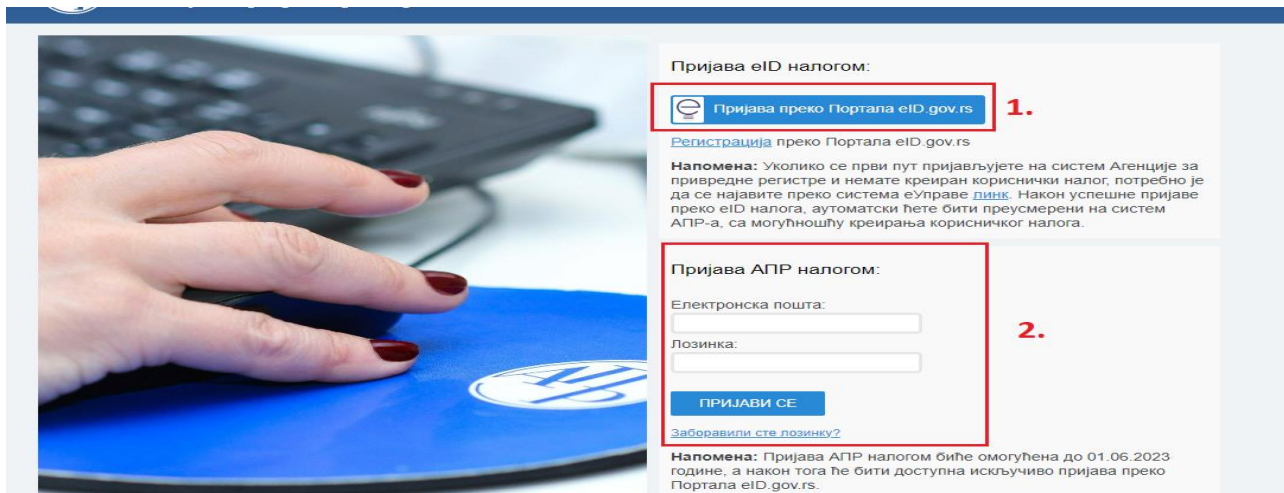 Пријава eID налогом:
Пријава преко Портала eID.gov.rs
1.
Регистрација преко Портала eID.gov.rs
Напомена: Уколико се први пут пријављујете на систем Агенције за
привредне регистре и немате креиран кориснички налог, потребно је
да се најавите преко система еУправе линк. Након успешне пријаве
преко eID налога, аутоматски ћете бити преусмерени на систем
АПР-а, са могућношћу креирања корисничког налога.
Пријава АПР налогом:
Електронска пошта:
2.
Лозинка:
ПРИЈАВИ СЕ
Заборавили сте лозинку?
Напомена: Пријава АПР налогом биће омогућена до 01.06.2023
године, а након тога ће бити доступна искључиво пријава преко
Портала eID.gov.rs.